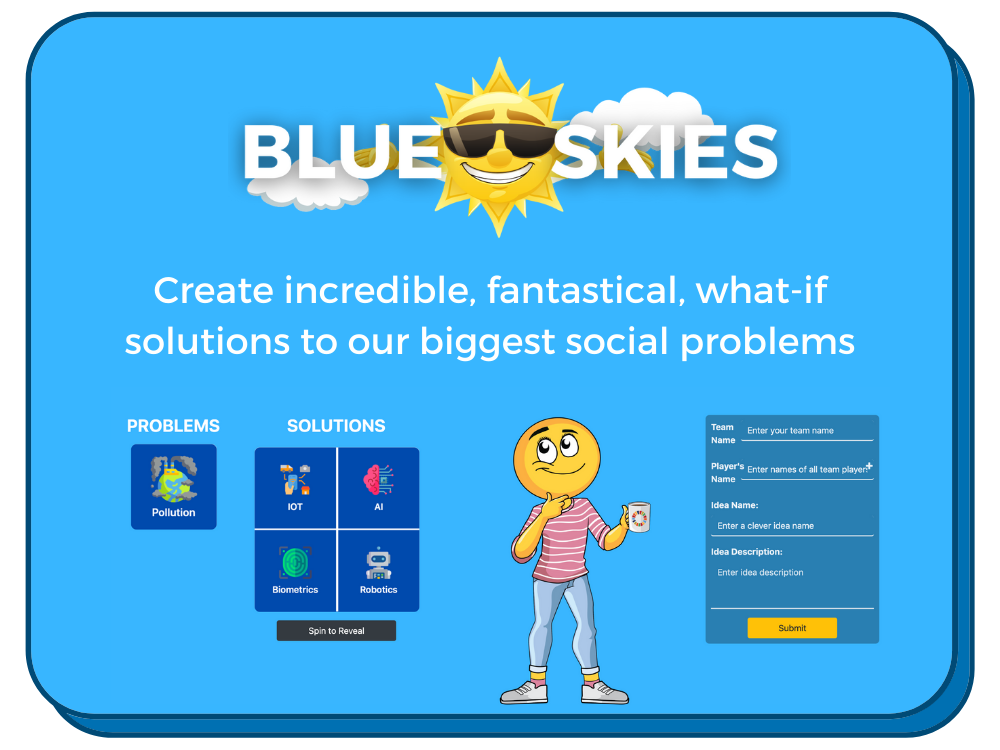 BLUE SKIES
Create incredible, fantastical, what-if
solutions to our biggest social problems
PROBLEMS
Pollution
SOLUTIONS
IOT
AI
Biometrics
Robotics
Spin to Reveal
Team
Name
Enter your team name
Player's
Name
Enter names of all team player:+
Idea Name:
Enter a clever idea name
Idea Description:
Enter idea description
Submit